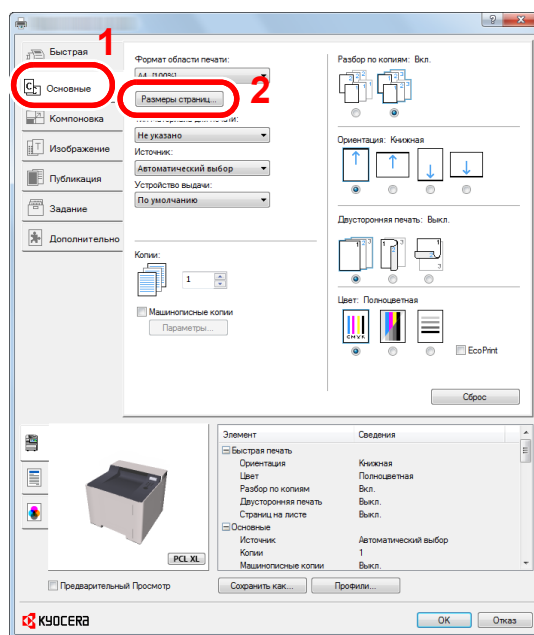 1
Быстрая
Основные
Компоновка
Изображение
Публикация
Задание
Дополнительно
Формат области печати:
A4 [100%]
Размеры страниц...
2
Не указано
Источник:
Автоматический выбор
Устройство выдачи:
По умолчанию
Копии:
1
Машинописные копии
Параметры...
Разбор по копиям: Вкл.
Ориентация: Книжная
Двусторонняя печать: Выкл.
Цвет: Полноцветная
CMYK
EcoPrint
Сброс
PCL XL
Элемент Сведения
Быстрая печать
Ориентация Книжная
Цвет Полноцветная
Разбор по копиям Вкл.
Двусторонняя печать Выкл.
Страниц на листе Выкл.
Основные
Источник Автоматический выбор
Копии 1
Машинописные копии Выкл.
Предварительный Просмотр
Сохранить как... Профили...
KYOCERA
OK Отказ